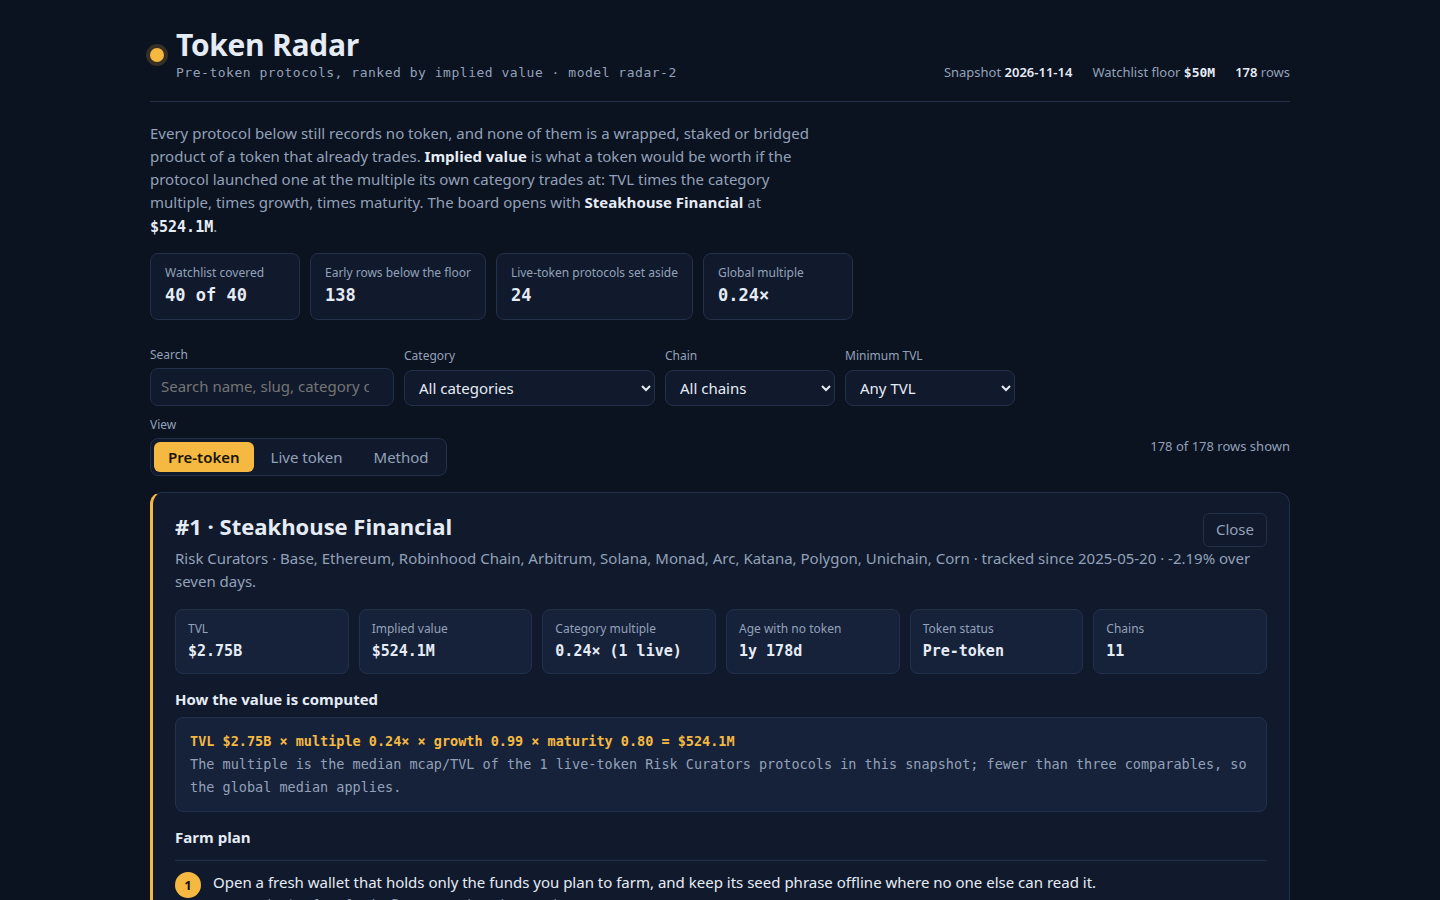 Token Radar
Pre-token protocols, ranked by implied value · model radar-2
Snapshot 2026-11-14 Watchlist floor $50M 178 rows
Every protocol below still records no token, and none of them is a wrapped, staked or bridged
product of a token that already trades. Implied value is what a token would be worth if the
protocol launched one at the multiple its own category trades at: TVL times the category
multiple, times growth, times maturity. The board opens with Steakhouse Financial at
$524.1M.
Watchlist covered
40 of 40
Early rows below the floor
138
Live-token protocols set aside
24
Global multiple
0.24×
Search
Search name, slug, category
Category
All categories
Chain
All chains
Minimum TVL
Any TVL
View
Pre-token Live token Method
178 of 178 rows shown
#1 · Steakhouse Financial
Close
Risk Curators · Base, Ethereum, Robinhood Chain, Arbitrum, Solana, Monad, Arc, Katana, Polygon, Unichain, Corn · tracked since 2025-05-20 · -2.19% over
seven days.
TVL
$2.75B
Implied value
$524.1M
Category multiple
0.24× (1 live)
Age with no token
1y 178d
Token status
Pre-token
Chains
11
How the value is computed
TVL $2.75B × multiple 0.24× × growth 0.99 × maturity 0.80 = $524.1M
The multiple is the median mcap/TVL of the 1 live-token Risk Curators protocols in this snapshot; fewer than three comparables, so
the global median applies.
Farm plan
1 Open a fresh wallet that holds only the funds you plan to farm, and keep its seed phrase offline where no one else can read it.